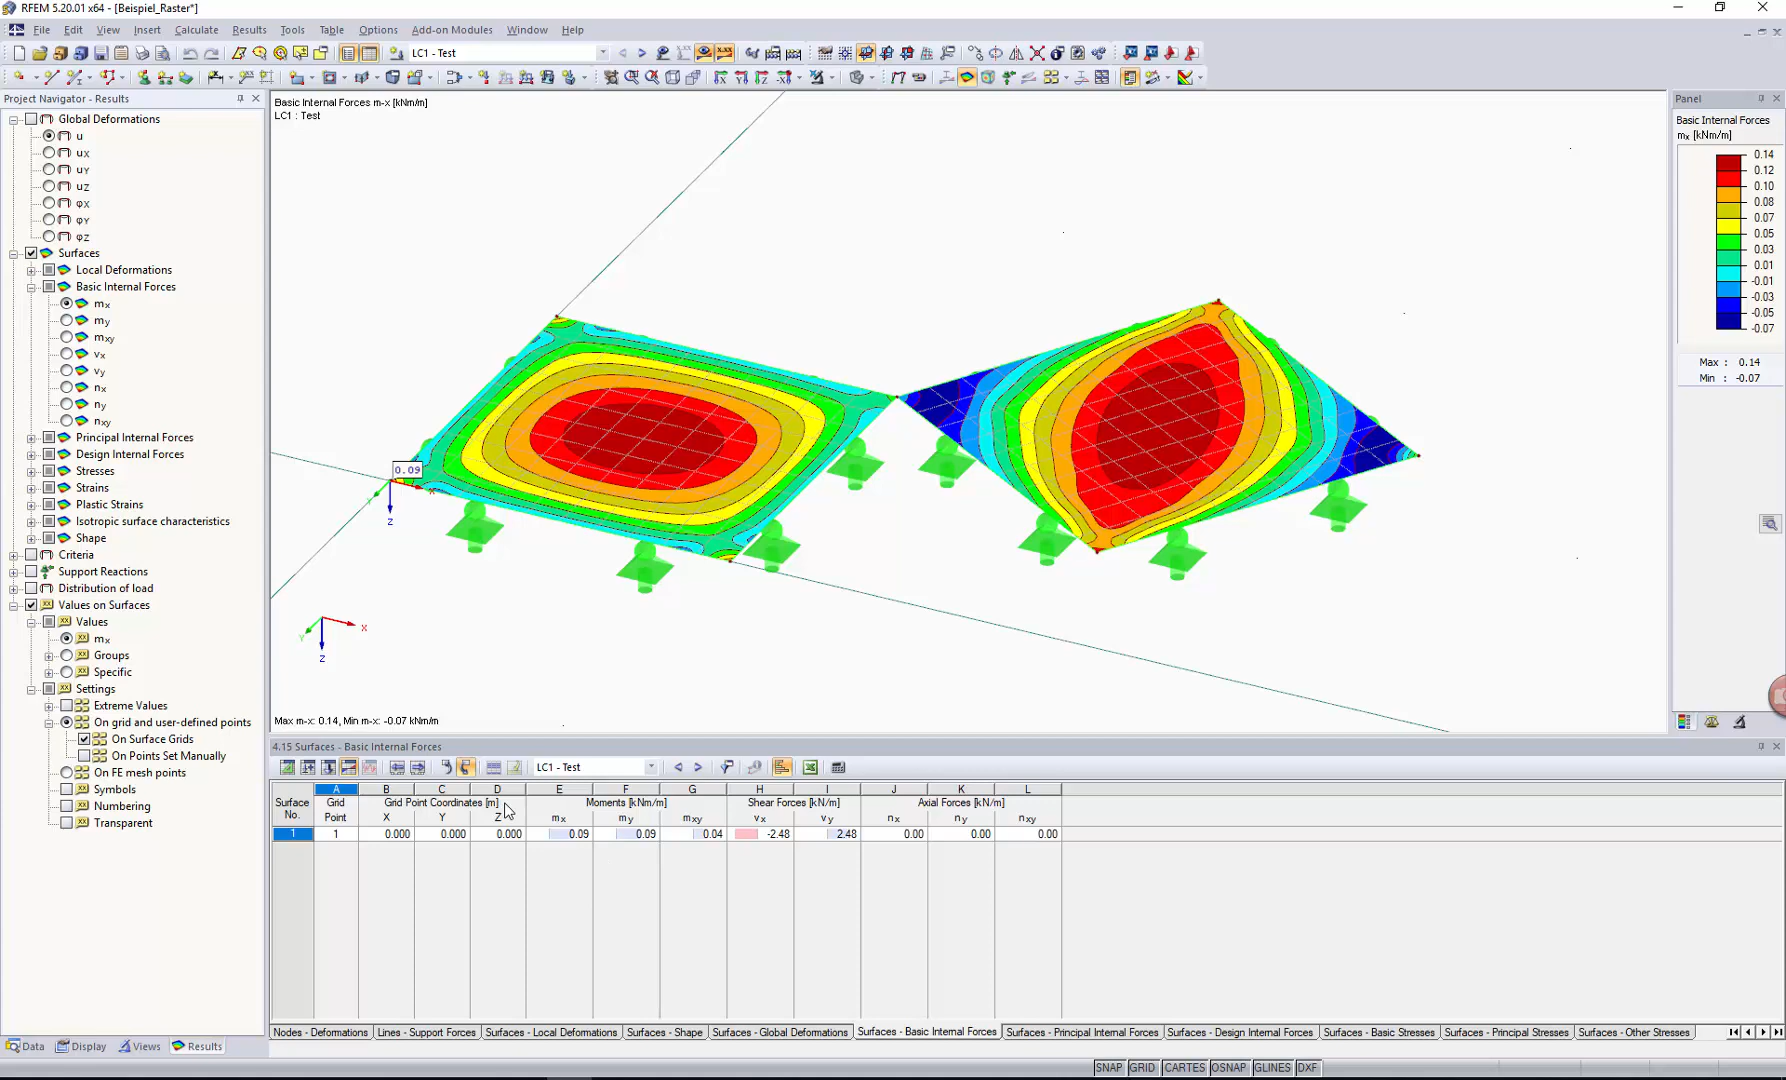 RFEM 5.20.01 x64 - [Beispiel_Raster*]
File Edit View Insert Calculate Results Tools Table Options Add-on Modules Window Help
LC1 - Test
Project Navigator - Results
Global Deformations
u
uX
uY
uZ
φX
φY
φZ
Surfaces
Local Deformations
Basic Internal Forces
mx
my
mxy
vx
vy
nx
ny
nxy
Principal Internal Forces
Design Internal Forces
Stresses
Strains
Plastic Strains
Isotropic surface characteristics
Shape
Criteria
Support Reactions
Distribution of load
Values on Surfaces
Values
mx
Groups
Specific
Settings
Extreme Values
On grid and user-defined points
On Surface Grids
On Points Set Manually
On FE mesh points
Symbols
Numbering
Transparent
Data Display Views Results
Basic Internal Forces m-x [kNm/m]
LC1 : Test
0.09
X
Y
Z
X
Y
Z
Max m-x: 0.14, Min m-x: -0.07 kNm/m
Panel
Basic Internal Forces
mx [kNm/m]
0.14
0.12
0.10
0.08
0.07
0.05
0.03
0.01
-0.01
-0.03
-0.05
-0.07
Max : 0.14
Min : -0.07
4.15 Surfaces - Basic Internal Forces
LC1 - Test
A B C D E F G H I J K L
Surface Grid Grid Point Coordinates [m] Moments [kNm/m] Shear Forces [kN/m] Axial Forces [kN/m]
No. Point X Y Z mx my mxy vx vy nx ny nxy
1 1 0.000 0.000 0.000 0.09 0.09 0.04 -2.48 2.48 0.00 0.00 0.00
Nodes - Deformations Lines - Support Forces Surfaces - Local Deformations Surfaces - Shape Surfaces - Global Deformations Surfaces - Basic Internal Forces Surfaces - Principal Internal Forces Surfaces - Design Internal Forces Surfaces - Basic Stresses Surfaces - Principal Stresses Surfaces - Other Stresses
SNAP GRID CARTES OSNAP GLINES DXF